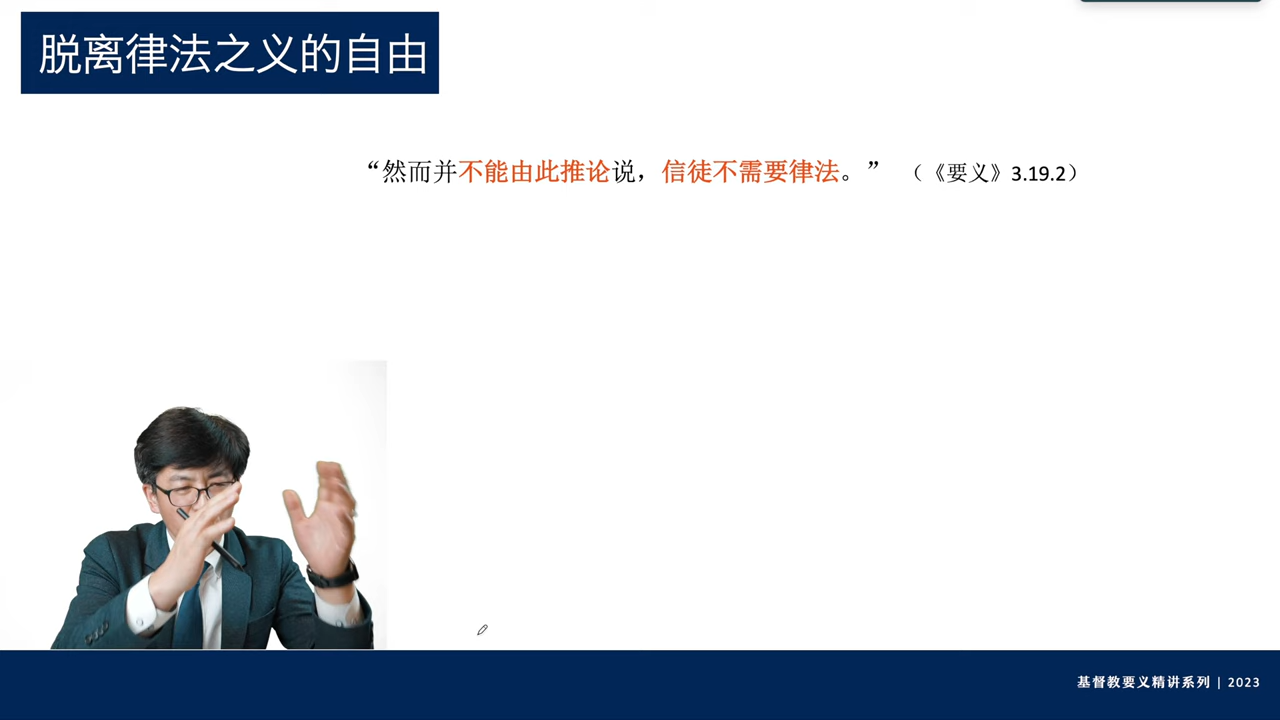 脱离律法之义的自由
“然而并不能由此推论说，信徒不需要律法。” （《要义》3.19.2）
基督教要义精讲系列 | 2023